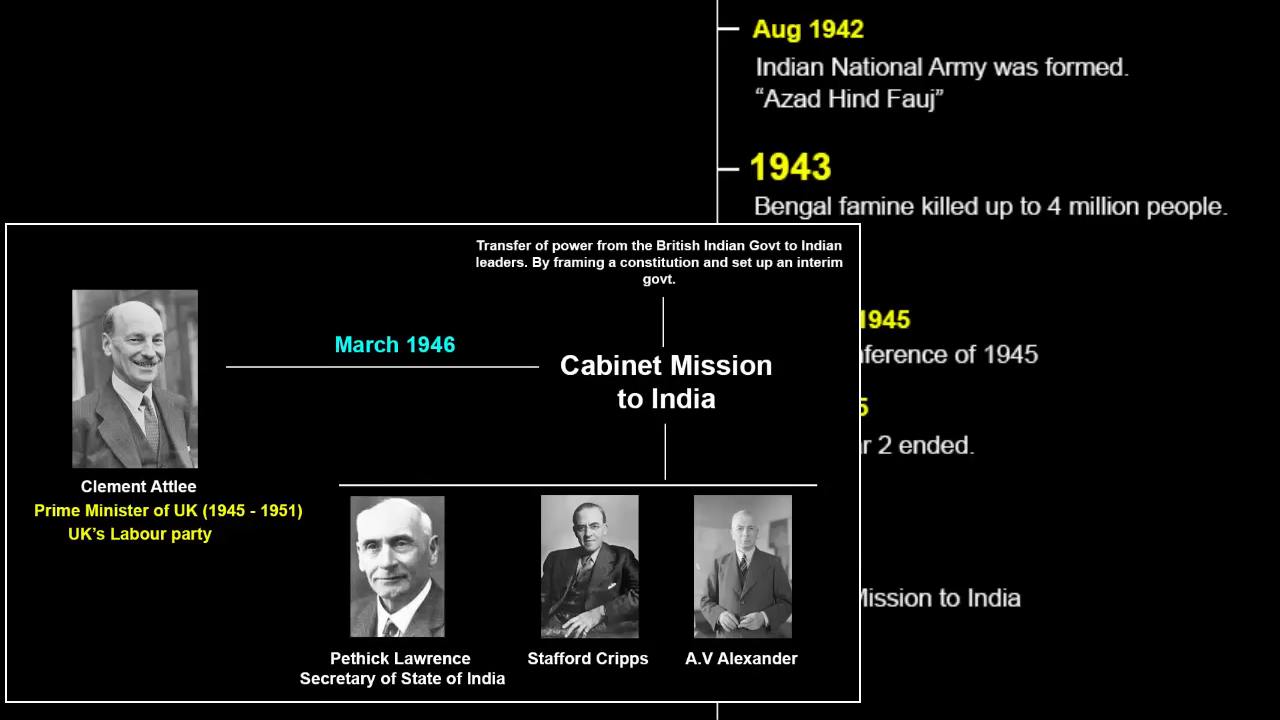 Aug 1942
Indian National Army was formed.
“Azad Hind Fauj”
1943
Bengal famine killed up to 4 million people.
1945
nference of 1945
5
r 2 ended.
Mission to India
Transfer of power from the British Indian Govt to Indian
leaders. By framing a constitution and set up an interim
govt.
March 1946
Cabinet Mission
to India
Clement Attlee
Prime Minister of UK (1945 - 1951)
UK’s Labour party
Pethick Lawrence
Secretary of State of India
Stafford Cripps
A.V Alexander